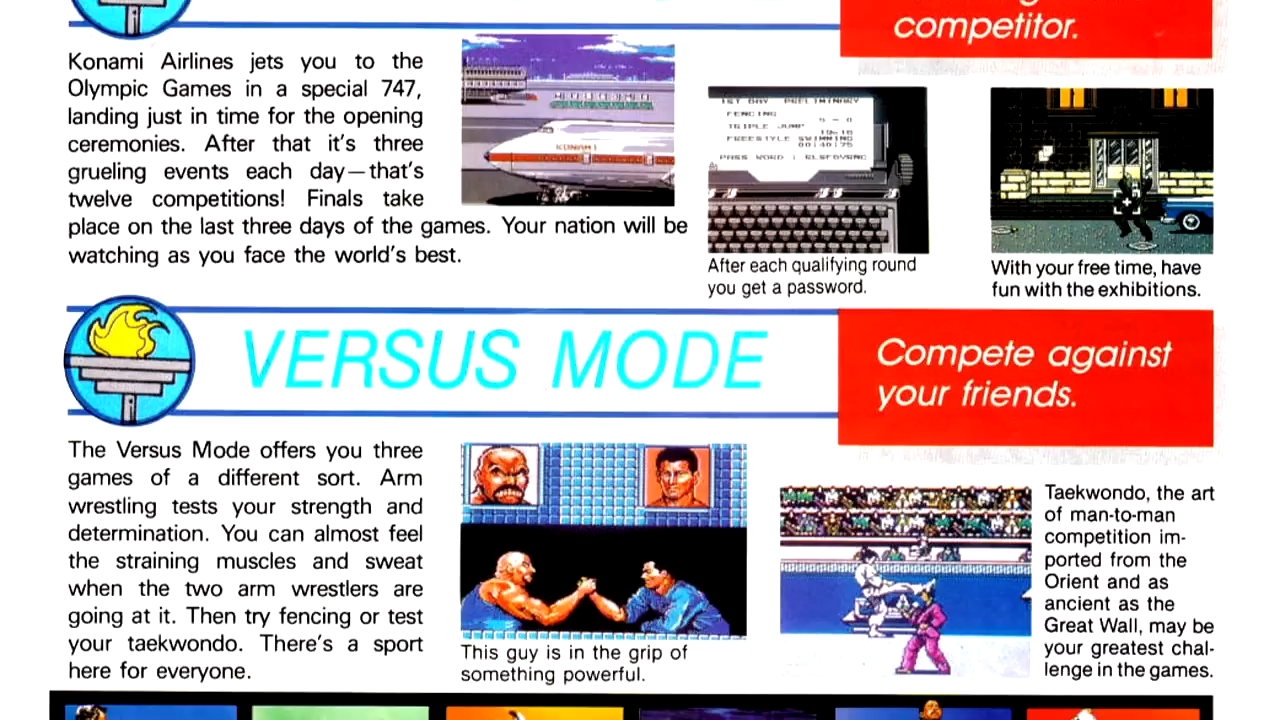 competitor.
Konami Airlines jets you to the
Olympic Games in a special 747,
landing just in time for the opening
ceremonies. After that it's three
grueling events each day—that's
twelve competitions! Finals take
place on the last three days of the games. Your nation will be
watching as you face the world's best.
KONAMI
1ST DAY PRELIMINARY
FENCING
5 - 0
TRIPLE JUMP
FREESTYLE SWIMMING
After each qualifying round
you get a password.
With your free time, have
fun with the exhibitions.
VERSUS MODE
Compete against
your friends.
The Versus Mode offers you three
games of a different sort. Arm
wrestling tests your strength and
determination. You can almost feel
the straining muscles and sweat
when the two arm wrestlers are
going at it. Then try fencing or test
your taekwondo. There's a sport
here for everyone.
This guy is in the grip of
something powerful.
Taekwondo, the art
of man-to-man
competition im-
ported from the
Orient and as
ancient as the
Great Wall, may be
your greatest chal-
lenge in the games.